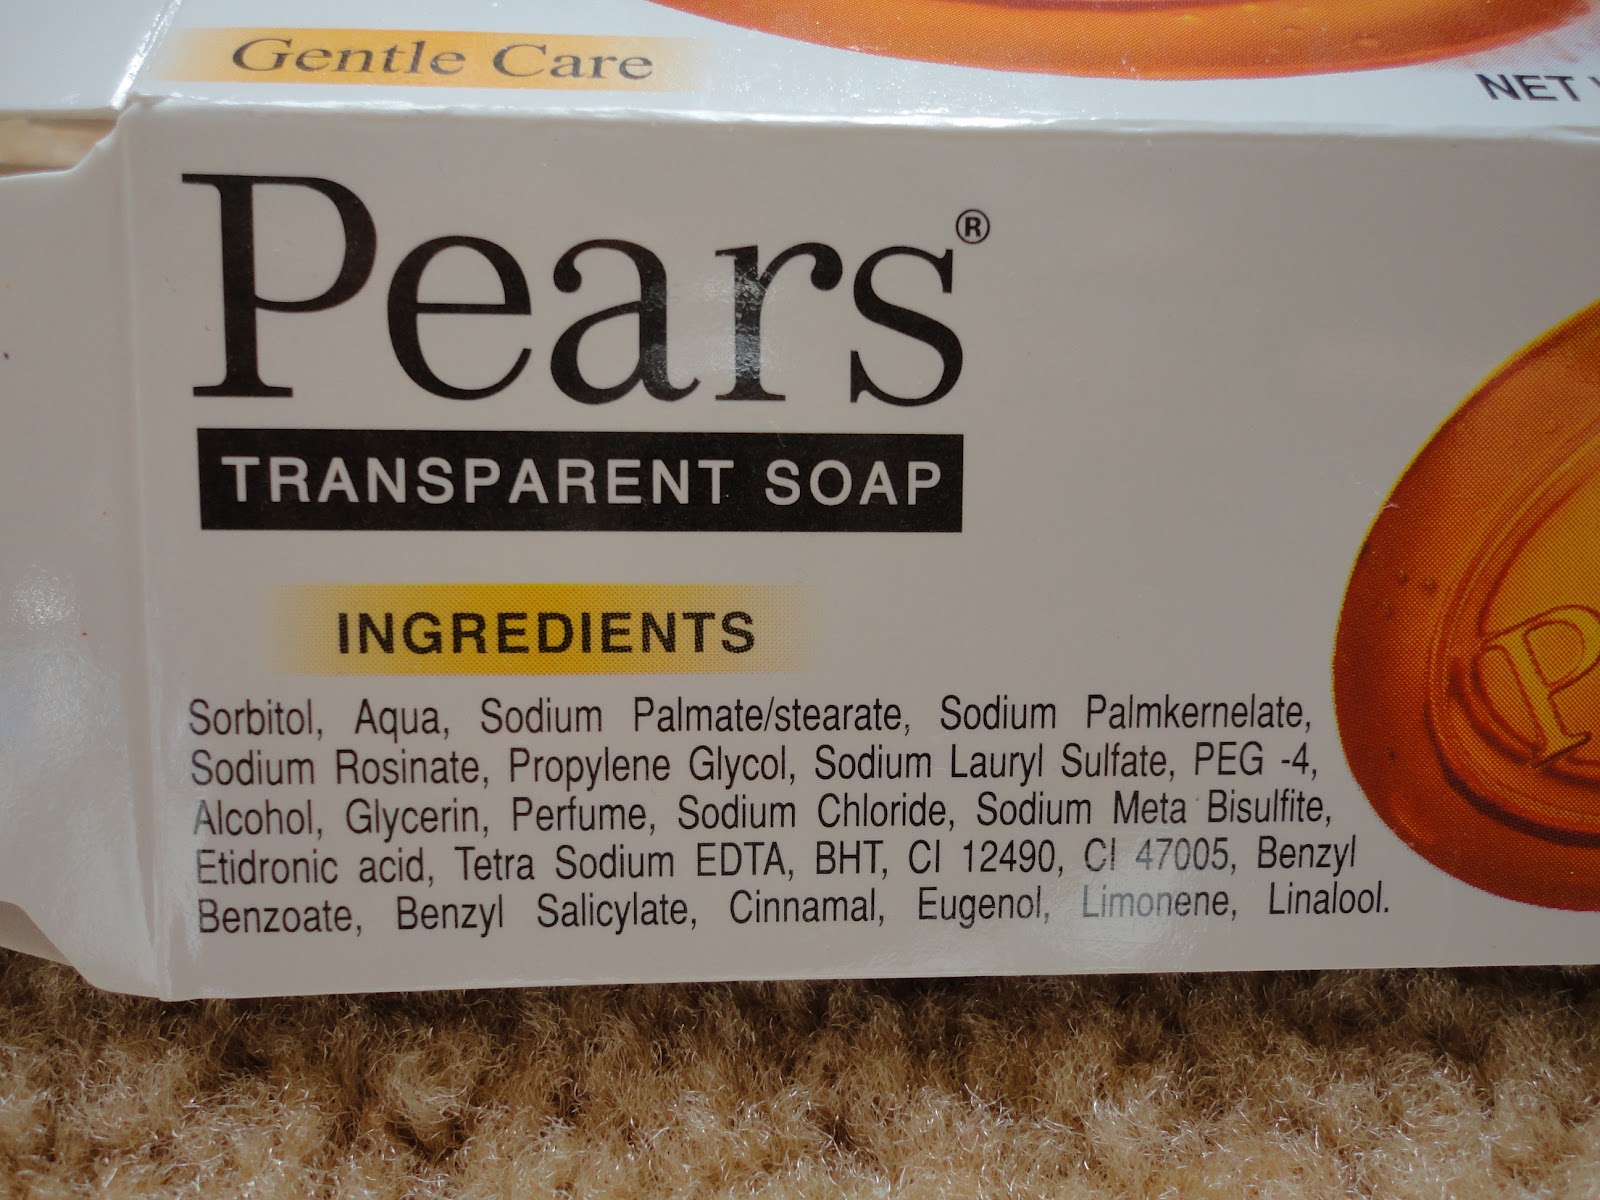 Gentle Care
NET
Pears®
TRANSPARENT SOAP
INGREDIENTS
Sorbitol, Aqua, Sodium Palmate/stearate, Sodium Palmkernelate,
Sodium Rosinate, Propylene Glycol, Sodium Lauryl Sulfate, PEG -4,
Alcohol, Glycerin, Perfume, Sodium Chloride, Sodium Meta Bisulfite,
Etidronic acid, Tetra Sodium EDTA, BHT, CI 12490, CI 47005, Benzyl
Benzoate, Benzyl Salicylate, Cinnamal, Eugenol, Limonene, Linalool.
P